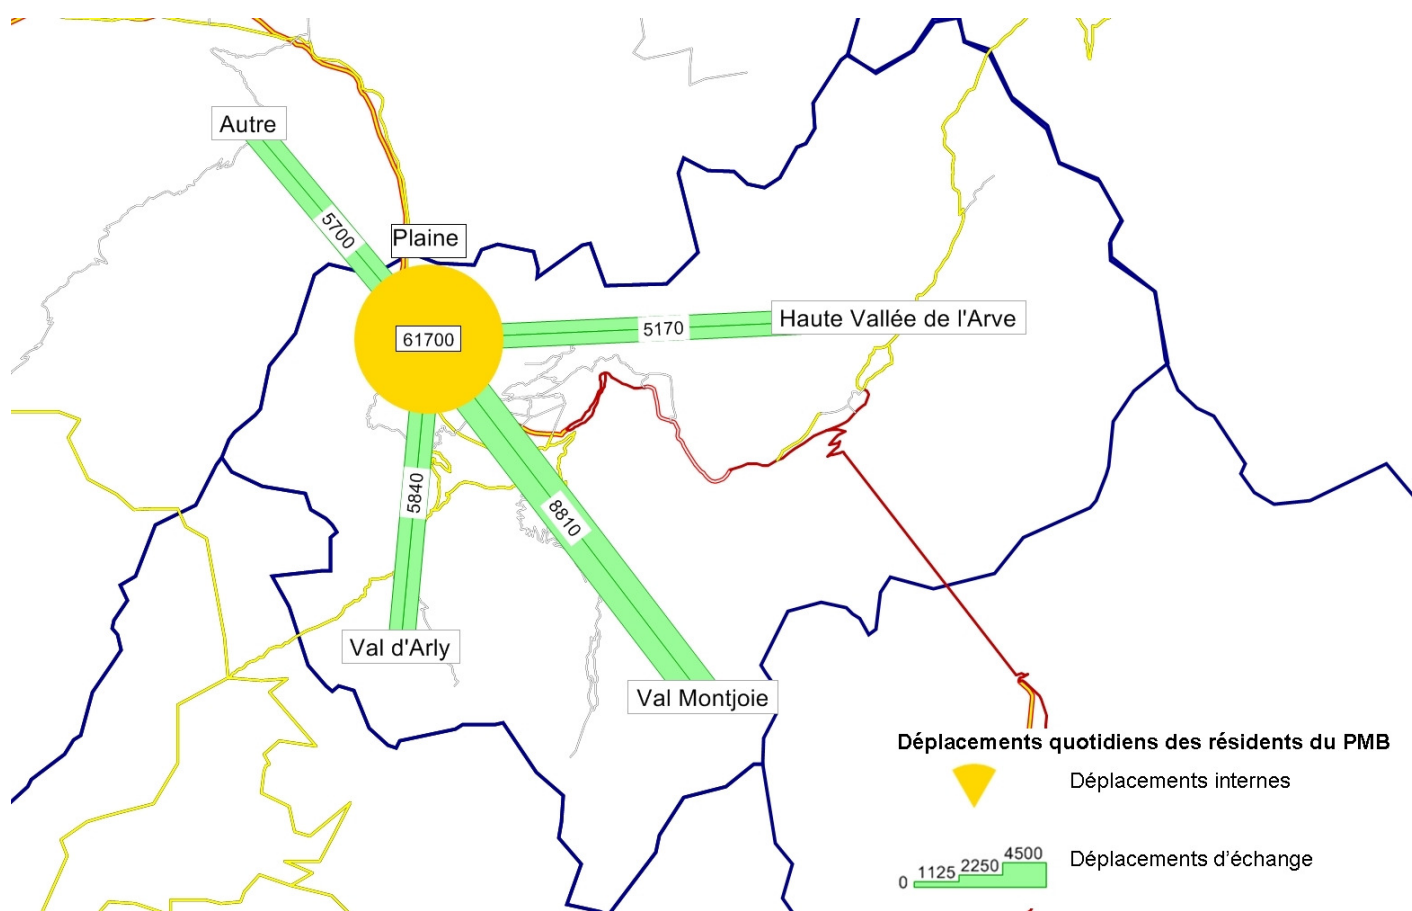 Autre
5700
Plaine
61700
5170
Haute Vallée de l'Arve
5840
8810
Val d'Arly
Val Montjoie
Déplacements quotidiens des résidents du PMB
Déplacements internes
0 1125 2250 4500
Déplacements d'échange